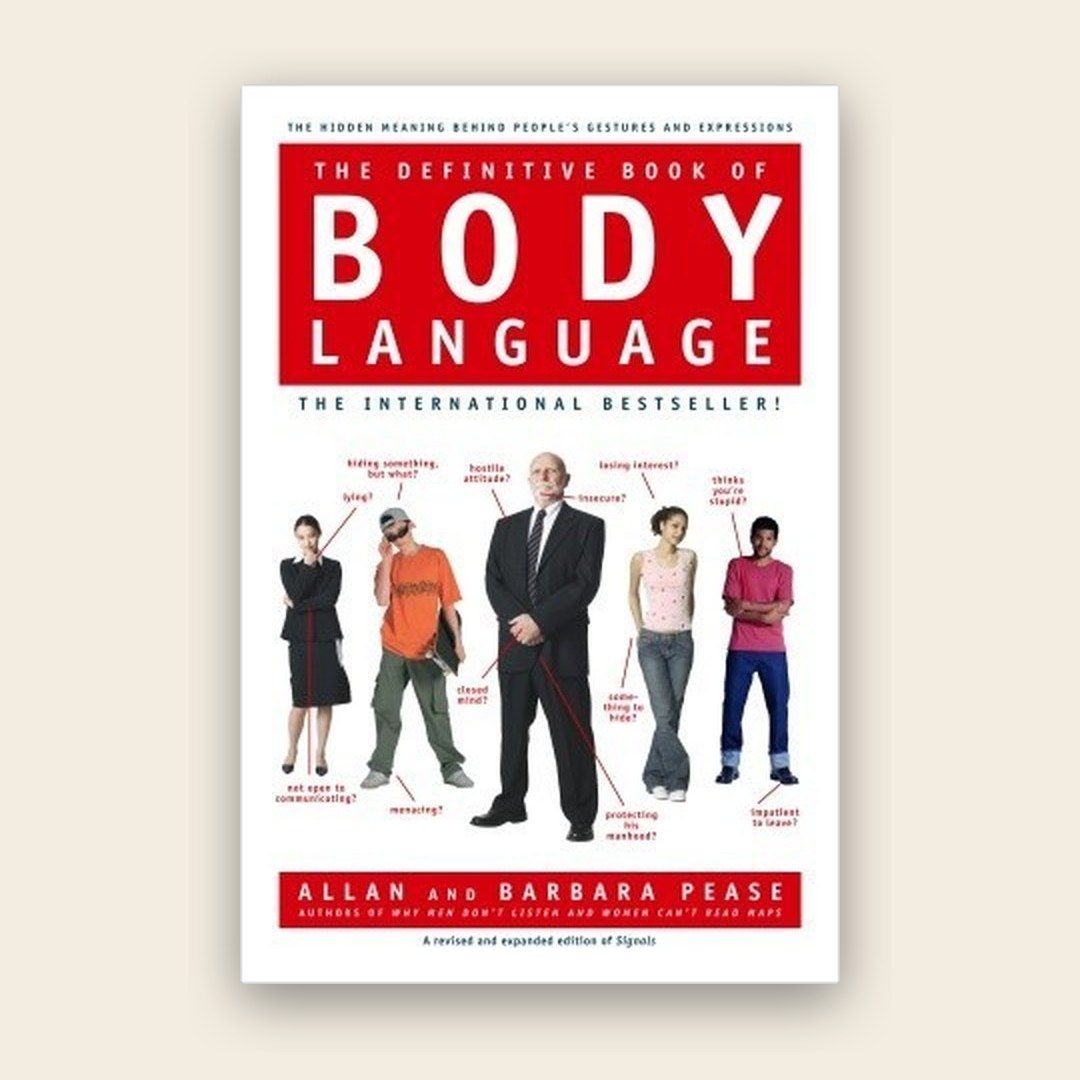 THE HIDDEN MEANING BEHIND PEOPLE'S GESTURES AND EXPRESSIONS
THE DEFINITIVE BOOK OF
BODY
LANGUAGE
THE INTERNATIONAL BESTSELLER!
hiding something,
but what?
lying?
hostile
attitude?
insecure?
losing interest?
thinks
you're
stupid?
closed
mind?
some-
thing to
hide?
not open to
communicating?
menacing?
protecting
his
manhood?
impatient
to leave?
ALLAN AND BARBARA PEASE
AUTHORS OF WHY MEN DON'T LISTEN AND WOMEN CAN'T READ MAPS
A revised and expanded edition of Signals